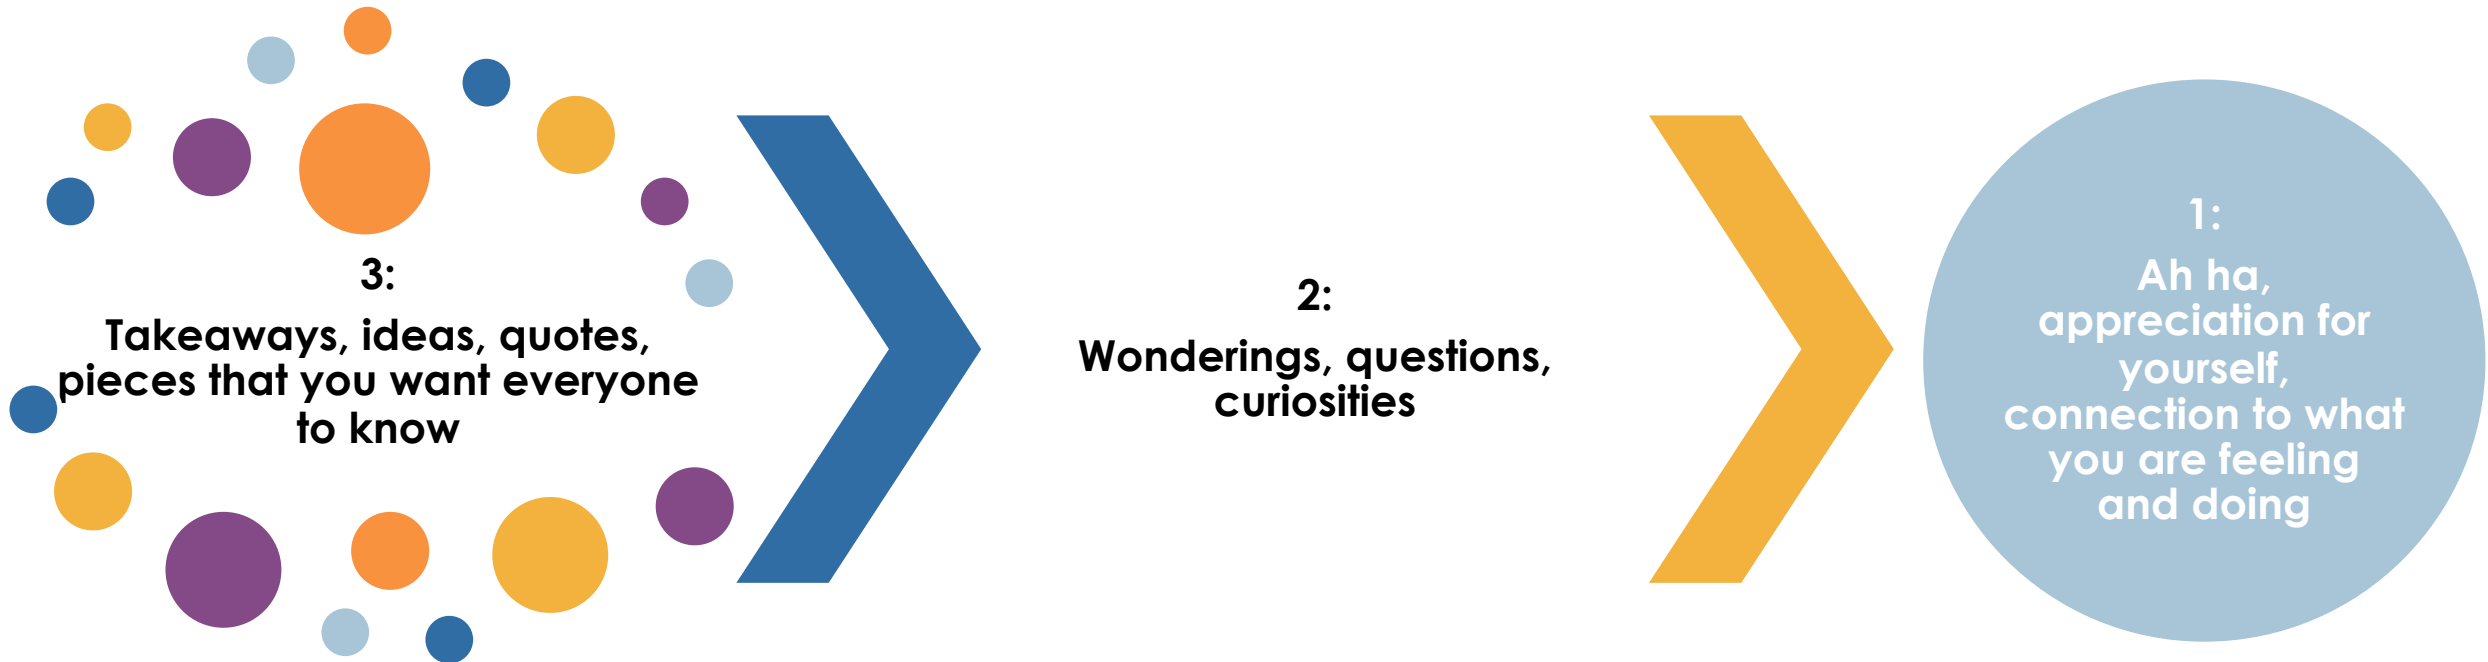 3:
Takeaways, ideas, quotes,
pieces that you want everyone
to know
2:
Wonderings, questions,
curiosities
1:
Ah ha,
appreciation for
yourself,
connection to what
you are feeling
and doing